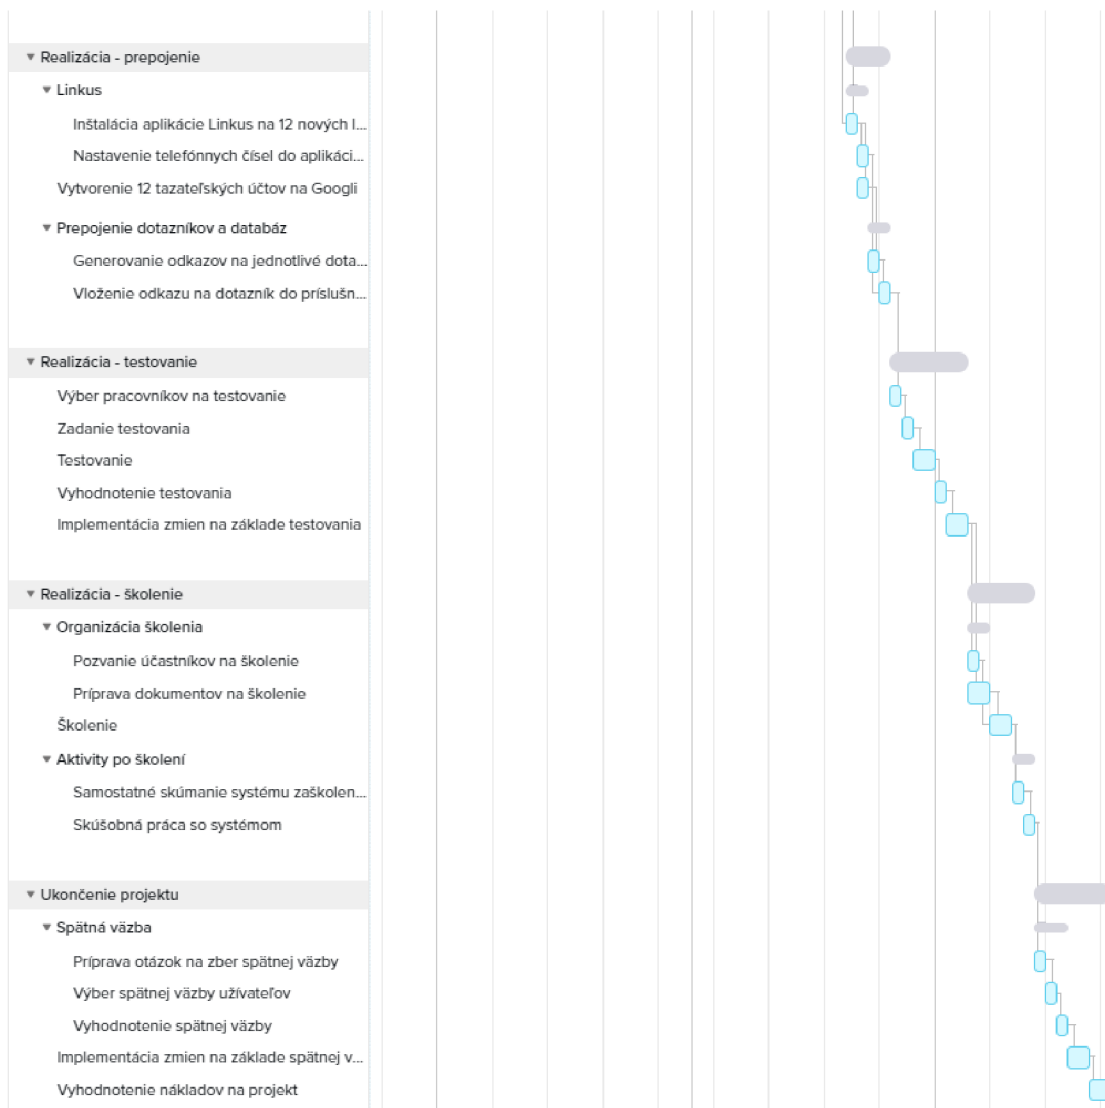 Realizácia - prepojenie
Linkus
Inštalácia aplikácie Linkus na 12 nových l...
Nastavenie telefónnych čísel do aplikáci...
Vytvorenie 12 tazateľských účtov na Googli
Prepojenie dotazníkov a databáz
Generovanie odkazov na jednotlivé dota...
Vloženie odkazu na dotazník do príslušn...
Realizácia - testovanie
Výber pracovníkov na testovanie
Zadanie testovania
Testovanie
Vyhodnotenie testovania
Implementácia zmien na základe testovania
Realizácia - školenie
Organizácia školenia
Pozvanie účastníkov na školenie
Príprava dokumentov na školenie
Školenie
Aktivity po školení
Samostatné skúmanie systému zaškolen...
Skúšobná práca so systémom
Ukončenie projektu
Spätná väzba
Príprava otázok na zber spätnej väzby
Výber spätnej väzby užívateľov
Vyhodnotenie spätnej väzby
Implementácia zmien na základe spätnej v...
Vyhodnotenie nákladov na projekt